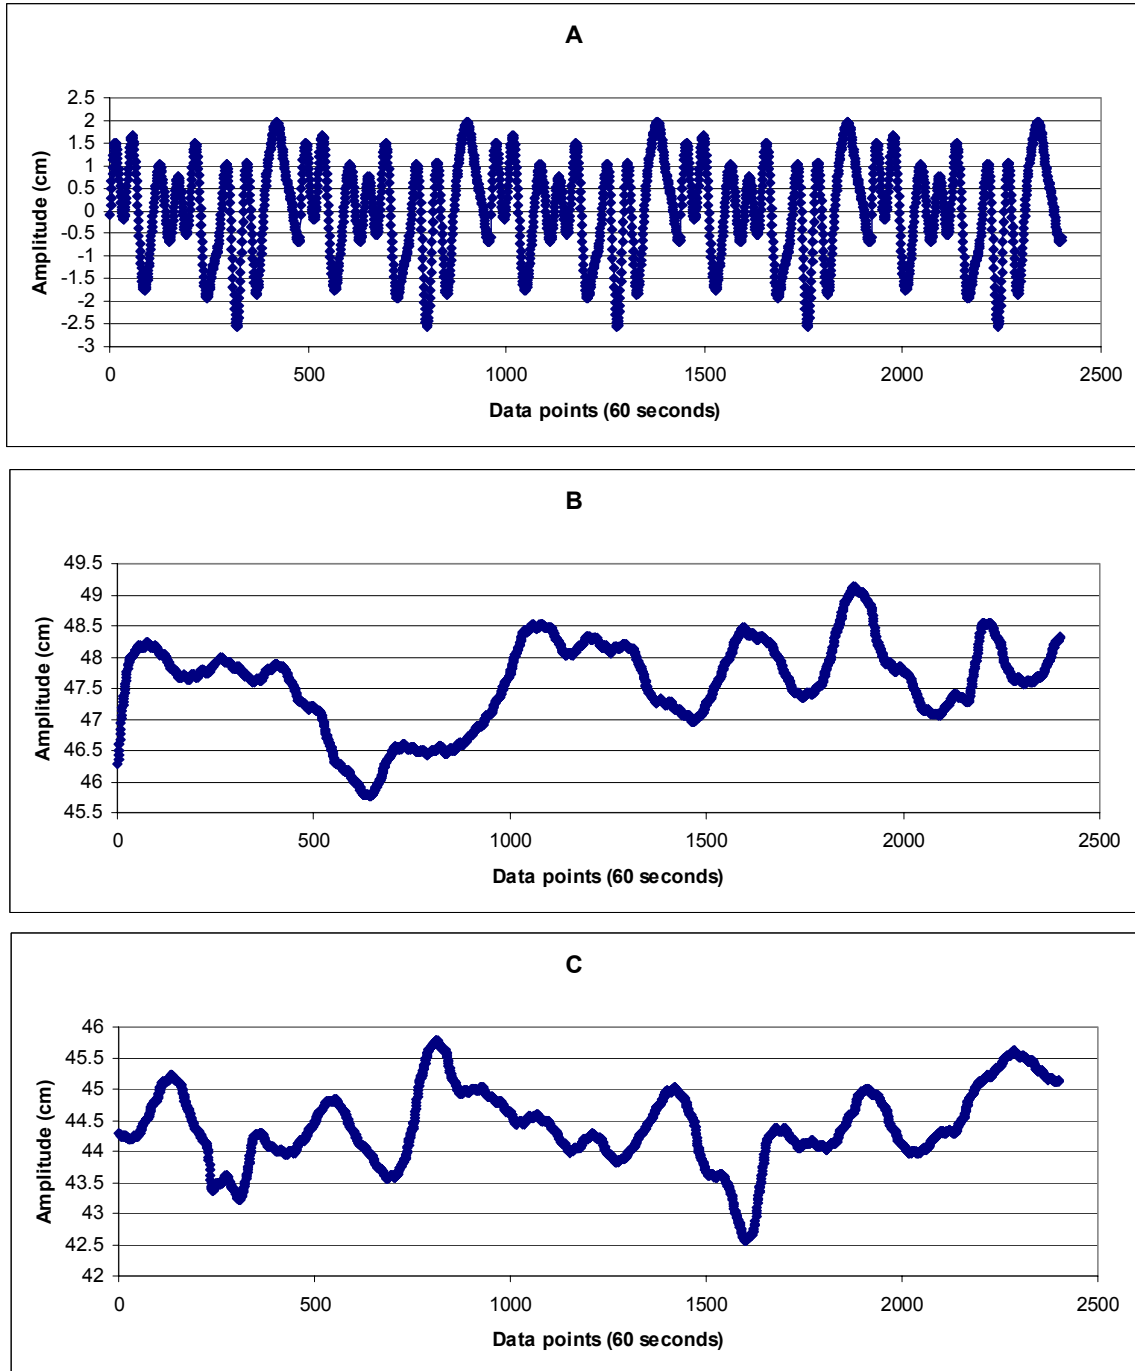 A
2.5
2
1.5
1
0.5
0
-0.5
-1
-1.5
-2
-2.5
-3
Amplitude (cm)
0 500 1000 1500 2000 2500
Data points (60 seconds)
B
49.5
49
48.5
48
47.5
47
46.5
46
45.5
Amplitude (cm)
0 500 1000 1500 2000 2500
Data points (60 seconds)
C
46
45.5
45
44.5
44
43.5
43
42.5
42
Amplitude (cm)
0 500 1000 1500 2000 2500
Data points (60 seconds)